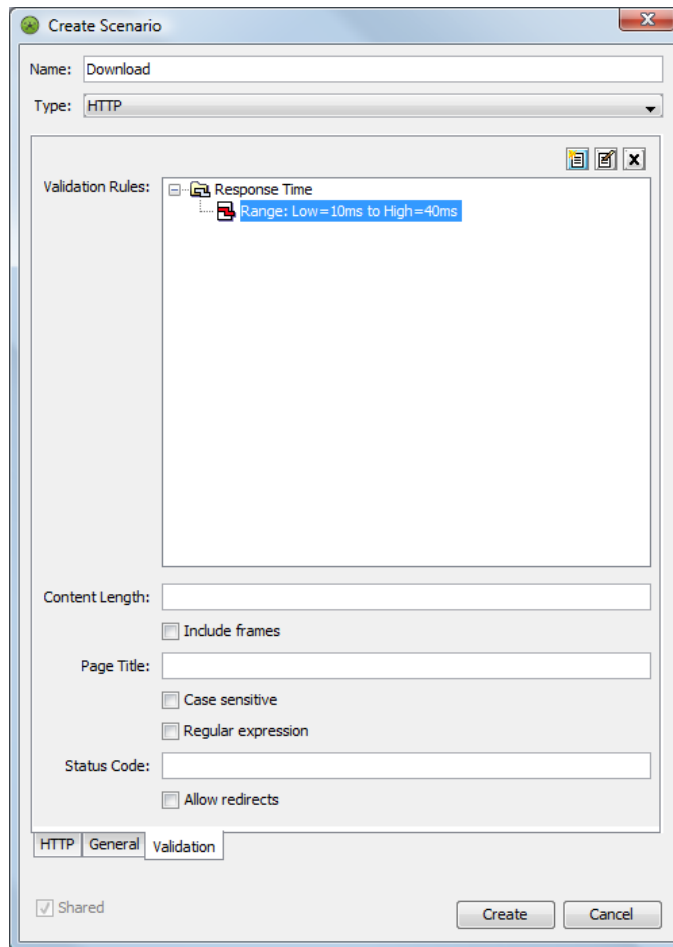 Create Scenario
Name: Download
Type: HTTP
Validation Rules: Response Time
Range: Low=10ms to High=40ms
Content Length:
Include frames
Page Title:
Case sensitive
Regular expression
Status Code:
Allow redirects
HTTP General Validation
Shared Create Cancel